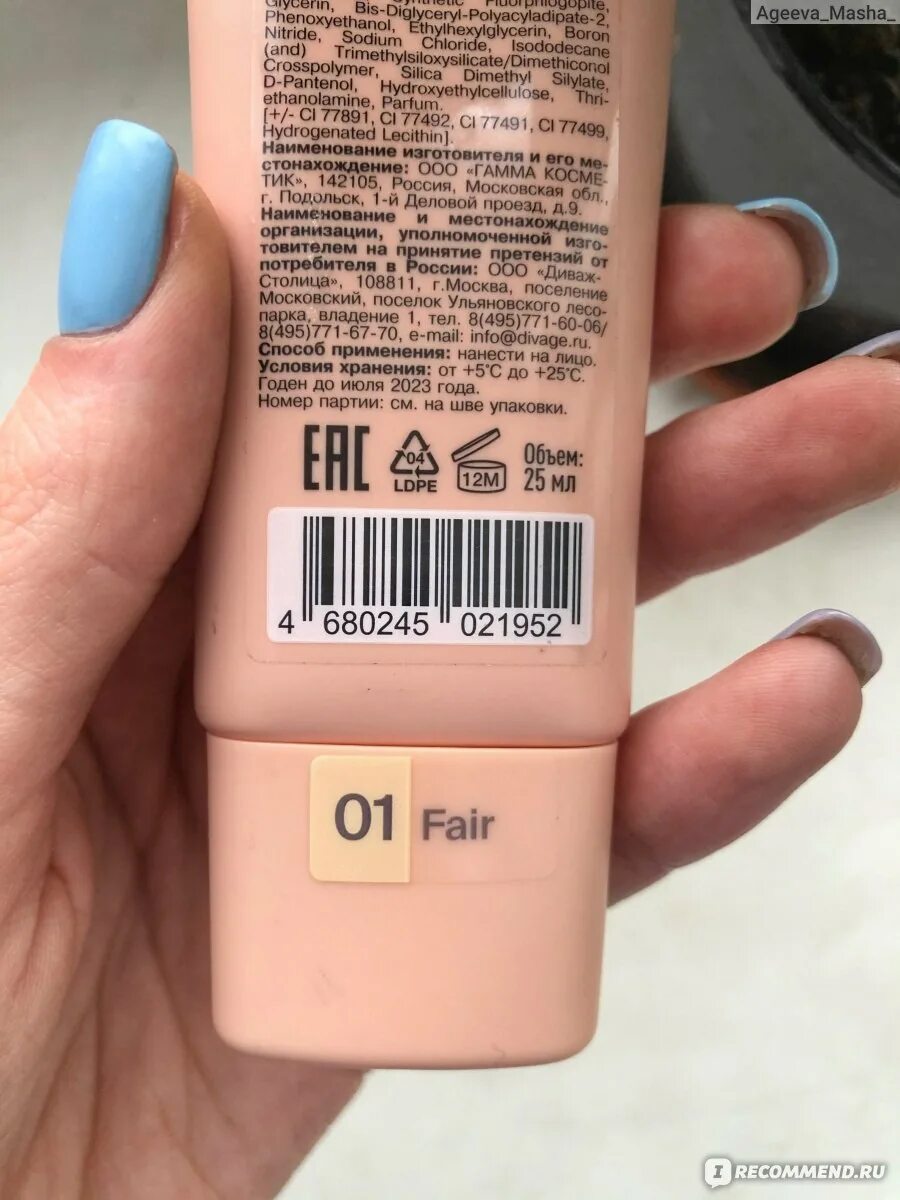 Ageeva_Masha_
Synthetic Fluorphlogopite,
Glycerin, Bis-Diglyceryl-Polyacyladipate-2,
Phenoxyethanol, Ethylhexylglycerin, Boron
Nitride, Sodium Chloride, Isododecane
(and) Trimethylsiloxysilicate/Dimethiconol
Crosspolymer, Silica Dimethyl Silylate,
D-Pantenol, Hydroxyethylcellulose, Thri-
ethanolamine, Parfum.
[+/- CI 77891, CI 77492, CI 77491, CI 77499,
Hydrogenated Lecithin].
Наименование изготовителя и его ме-
стонахождение: ООО «ГАММА КОСМЕ-
ТИК», 142105, Россия, Московская обл.,
г. Подольск, 1-й Деловой проезд, д.9.
Наименование и местонахождение
организации, уполномоченной изго-
товителем на принятие претензий от
потребителя в России: ООО «Диваж-
Столица», 108811, г.Москва, поселение
Московский, поселок Ульяновского лесо-
парка, владение 1, тел. 8(495)771-60-06/
8(495)771-67-70, e-mail: info@divage.ru.
Способ применения: нанести на лицо.
Условия хранения: от +5°C до +25°C.
Годен до июля 2023 года.
Номер партии: см. на шве упаковки.
EAC
04
LDPE
12M
Объем:
25 мл
4 680245 021952
01 Fair
IRECOMMEND.RU